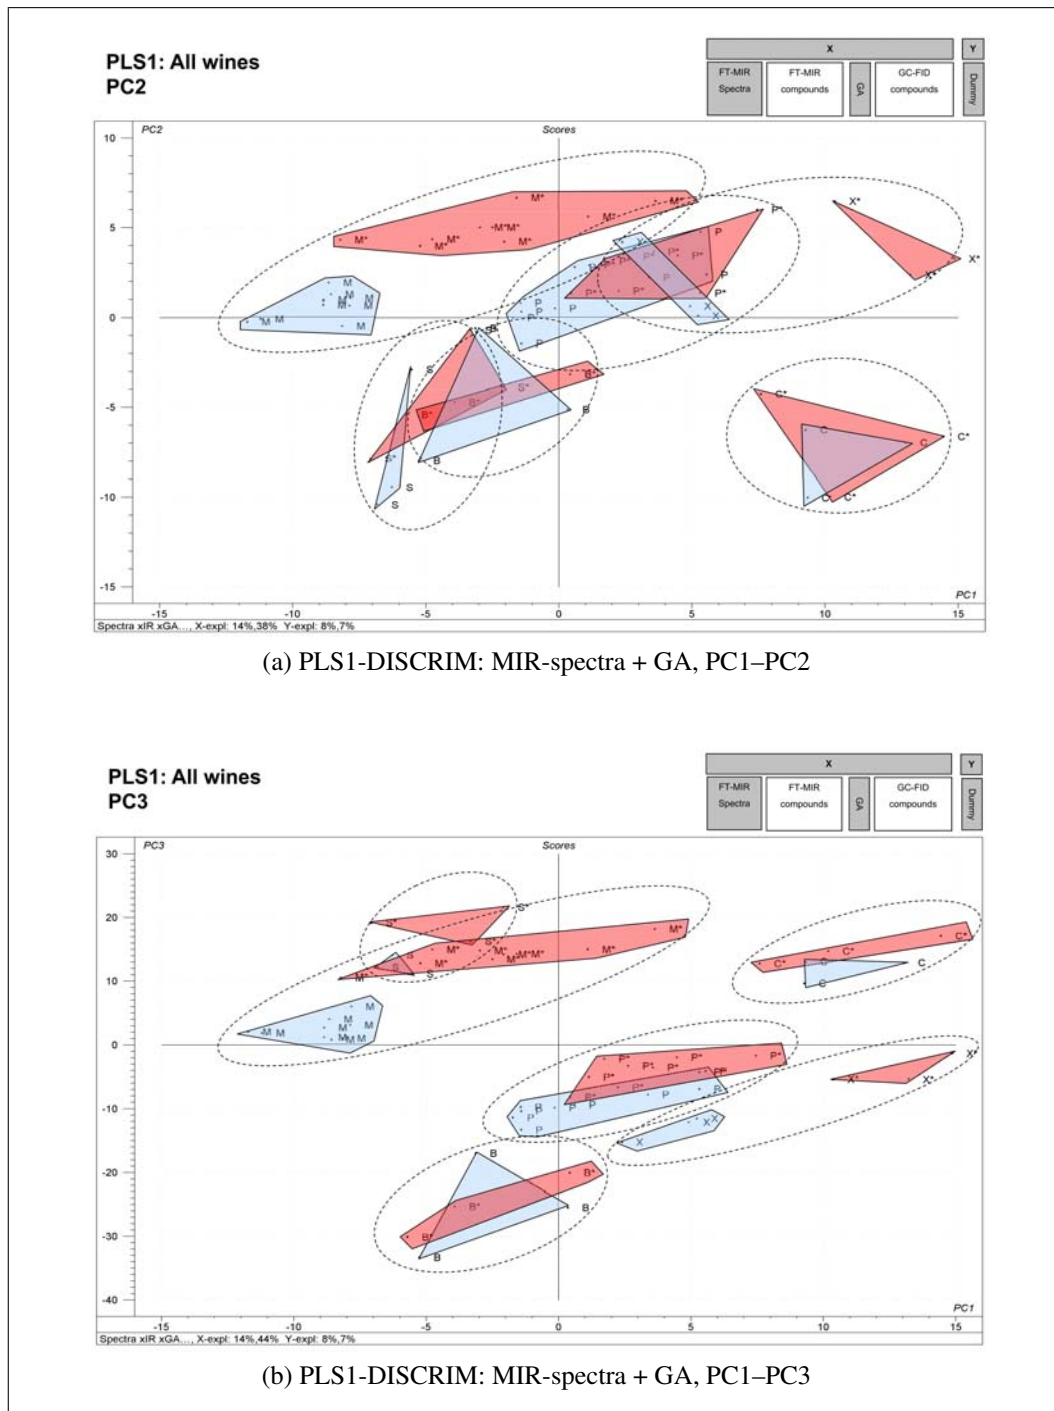 PLS1: All wines
PC2
X Y
FT-MIR Spectra FT-MIR compounds GA GC-FID compounds Dummy
PC2 Scores
10
5
0
-5
-10
-15
M* M* M* M* M* M* M*
M M M M M M M
P* P* P* P* P* P* P P P P P P
X* X* X* X X X
S S* S* S S
B* B* B* B B B
C* C* C* C C C
PC1
-15 -10 -5 0 5 10 15
Spectra xIR xGA..., X-expl: 14%,38% Y-expl: 8%,7%
(a) PLS1-DISCRIM: MIR-spectra + GA, PC1–PC2
PLS1: All wines
PC3
X Y
FT-MIR Spectra FT-MIR compounds GA GC-FID compounds Dummy
PC3 Scores
30
20
10
0
-10
-20
-30
-40
S* S* S* S S
M* M* M* M* M* M* M* M*
M M M M M M M
C* C* C* C C C
P* P* P* P* P* P P P P P
X* X* X* X X X
B B* B* B B* B
PC1
-15 -10 -5 0 5 10 15
Spectra xIR xGA..., X-expl: 14%,44% Y-expl: 8%,7%
(b) PLS1-DISCRIM: MIR-spectra + GA, PC1–PC3